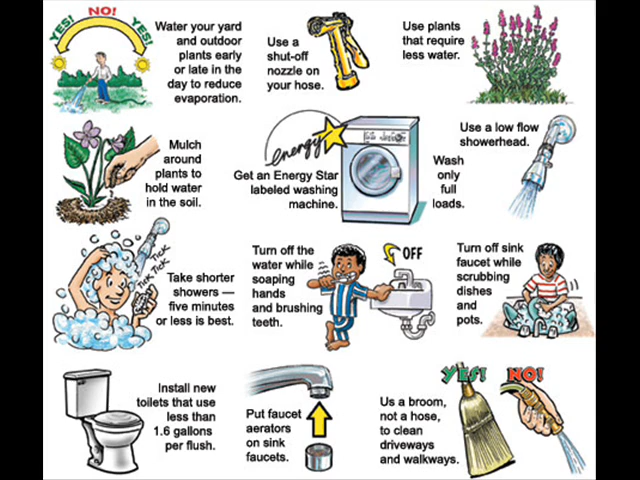 YES! NO! YES!
Water your yard
and outdoor
plants early
or late in the
day to reduce
evaporation.
Use a
shut-off
nozzle on
your hose.
Use plants
that require
less water.
Mulch
around
plants to
hold water
in the soil.
energy
Get an Energy Star
labeled washing
machine.
Wash
only
full
loads.
Use a low flow
showerhead.
TICK TICK
TICK
Take shorter
showers —
five minutes
or less is best.
Turn off the
water while
soaping
hands
and brushing
teeth.
OFF
Turn off sink
faucet while
scrubbing
dishes
and
pots.
Install new
toilets that use
less than
1.6 gallons
per flush.
Put faucet
aerators
on sink
faucets.
YES! NO!
Us a broom,
not a hose,
to clean
driveways
and walkways.